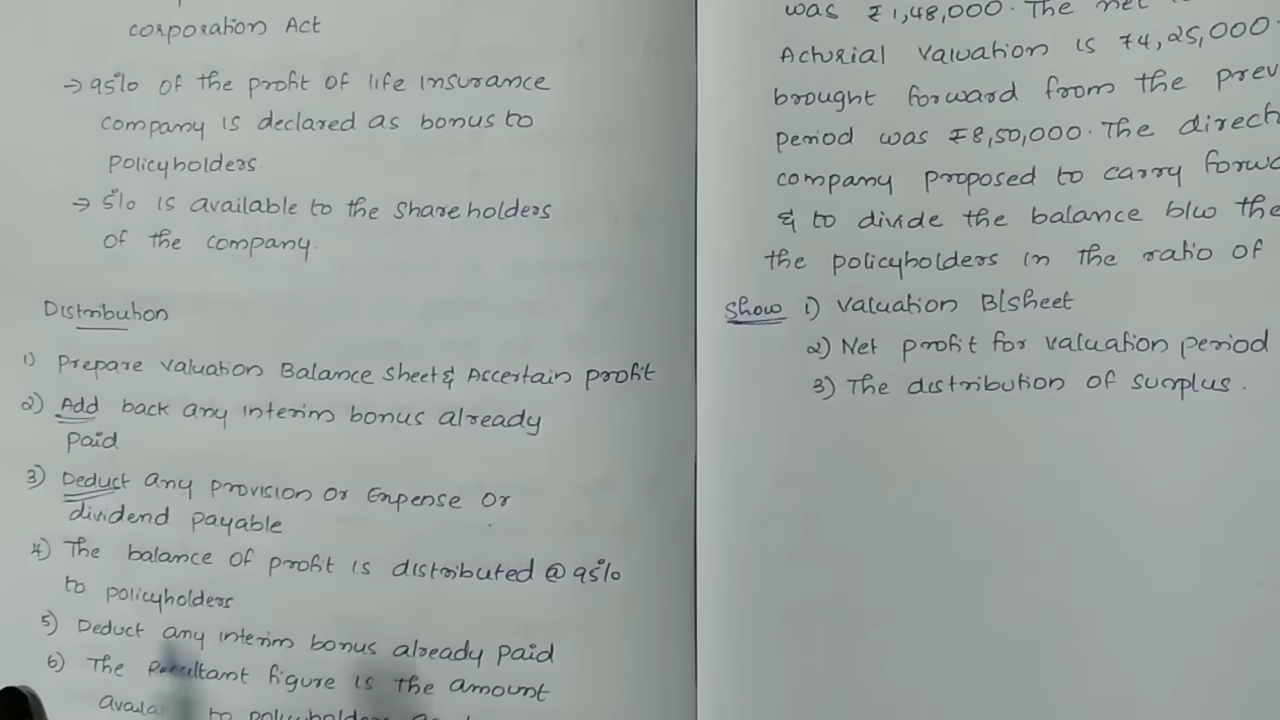 corporation Act
→ 95% of the profit of life insurance
company is declared as bonus to
policyholders.
→ 5% is available to the shareholders
of the company.
Distribution
1) Prepare valuation Balance sheet & Ascertain profit
2) Add back any interim bonus already
paid
3) Deduct any provision or Expense or
dividend payable
4) The balance of profit is distributed @ 95%
to policyholders
5) Deduct any interim bonus already paid
6) The Resultant figure is the amount
to
was ₹1,48,000. The net
Acturial valuation is ₹4,25,000.
brought forward from the prev
period was ₹8,50,000. The direct
company proposed to carry forwa
& to divide the balance b/w the
the policyholders in the ratio of
Show 1) Valuation B/sheet
2) Net profit for valuation period
3) The distribution of surplus.